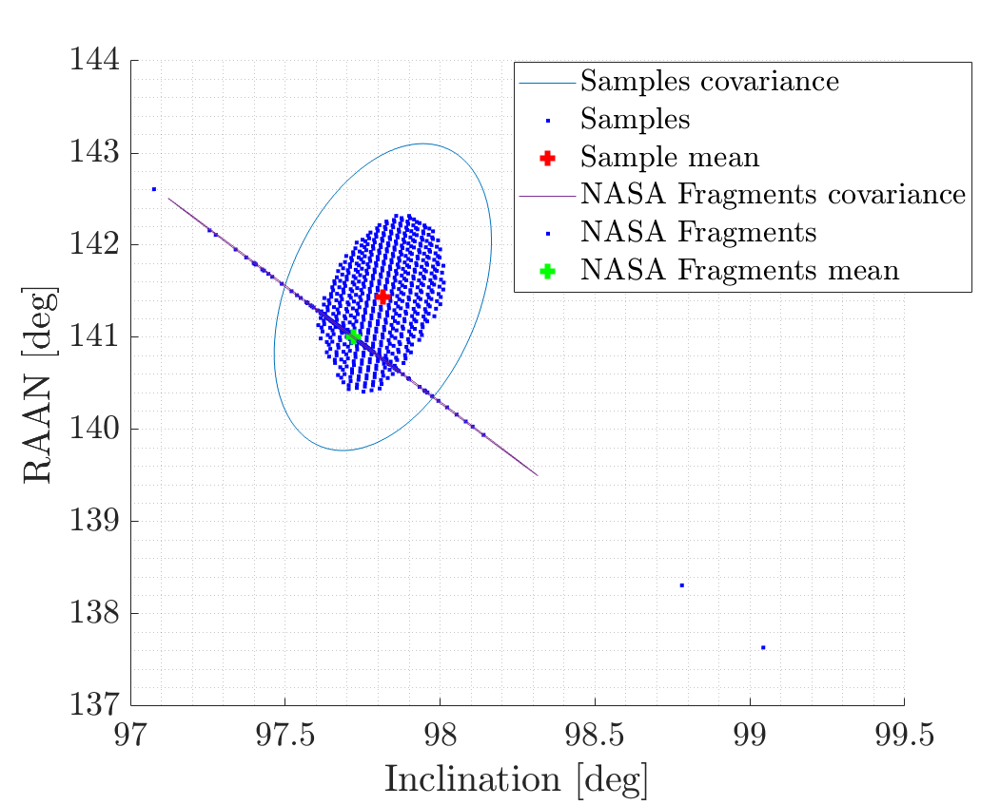 144
143
142
141
140
139
138
137
RAAN [deg]
97
97.5
98
98.5
99
99.5
Inclination [deg]
Samples covariance
Samples
Sample mean
NASA Fragments covariance
NASA Fragments
NASA Fragments mean